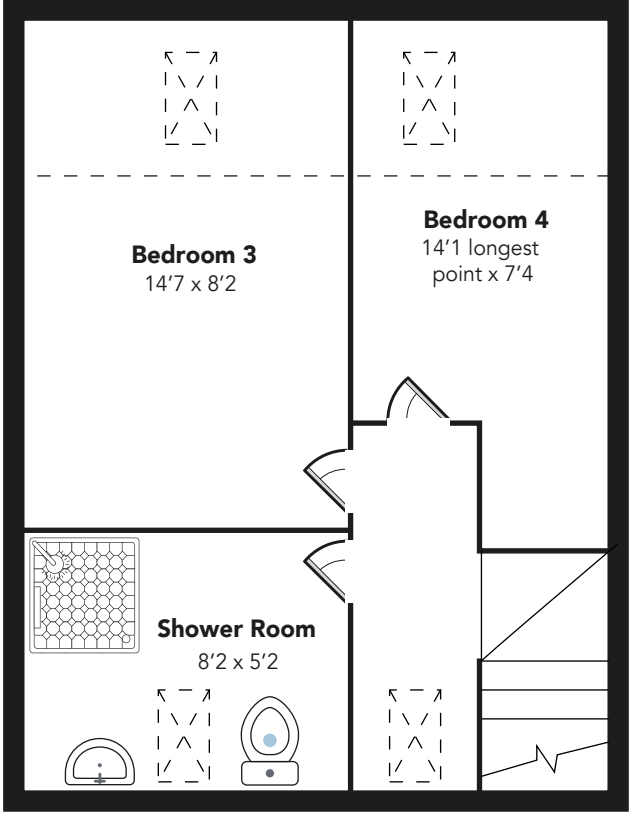 Bedroom 3
14’7 x 8’2
Bedroom 4
14’1 longest
point x 7’4
Shower Room
8’2 x 5’2